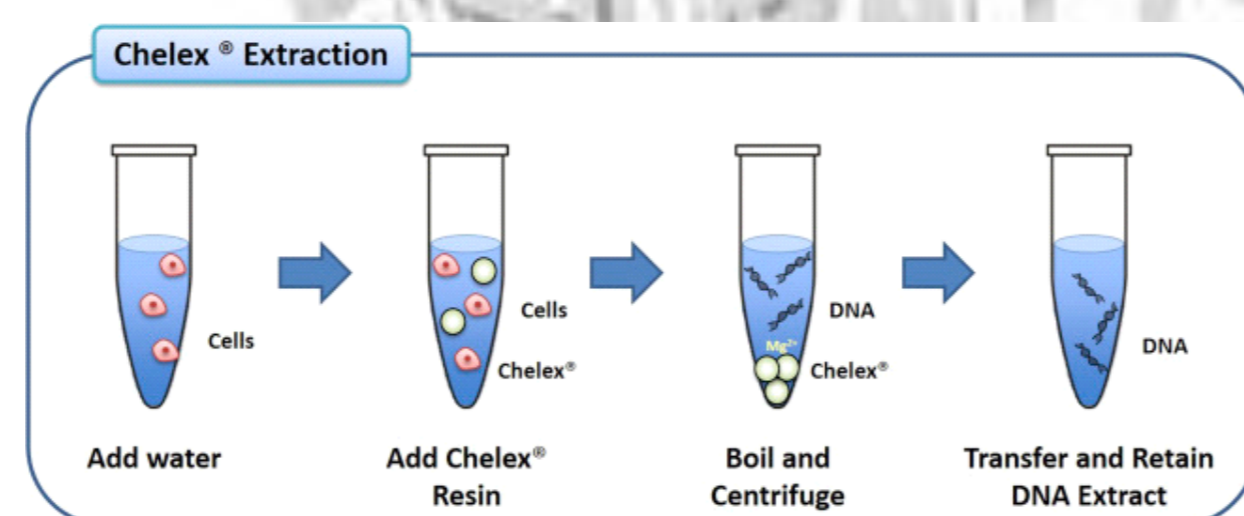 Chelex ® Extraction
Cells
Cells
Chelex®
DNA
Mg²⁺
Chelex®
DNA
Add water
Add Chelex®
Resin
Boil and
Centrifuge
Transfer and Retain
DNA Extract